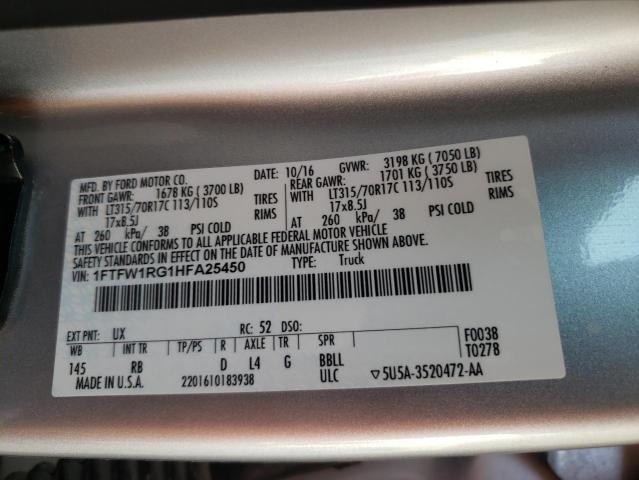 MFD. BY FORD MOTOR CO.
DATE: 10/16 GVWR: 3198 KG ( 7050 LB)
FRONT GAWR: 1678 KG ( 3700 LB)
REAR GAWR: 1701 KG ( 3750 LB)
WITH LT315/70R17C 113/110S TIRES
WITH LT315/70R17C 113/110S TIRES
17x8.5J RIMS
17x8.5J RIMS
AT 260 kPa/ 38 PSI COLD
AT 260 kPa/ 38 PSI COLD
THIS VEHICLE CONFORMS TO ALL APPLICABLE FEDERAL MOTOR VEHICLE
SAFETY STANDARDS IN EFFECT ON THE DATE OF MANUFACTURE SHOWN ABOVE.
VIN: 1FTFW1RG1HFA25450 TYPE: Truck
EXT PNT: UX RC: 52 DSO:
WB INT TR TP/PS R AXLE TR SPR
145 RB D L4 G BBLL
F0038
T0278
MADE IN U.S.A. 2201610183938 ULC ▽5U5A-3520472-AA